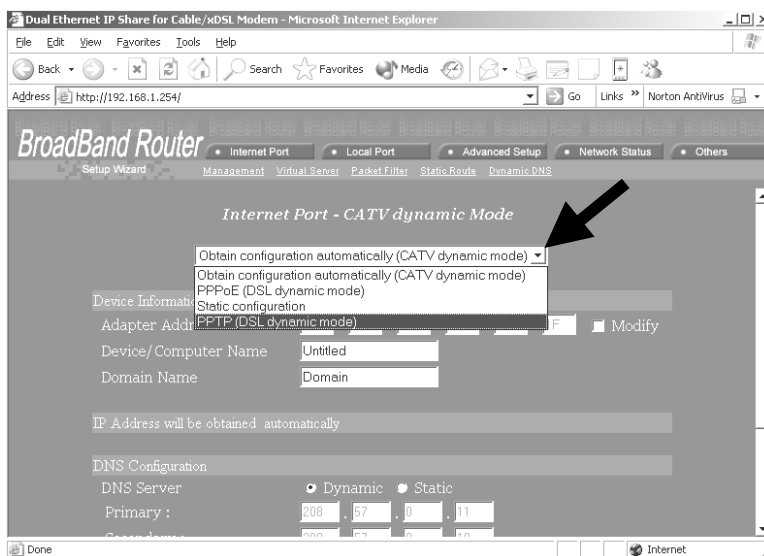 Dual Ethernet IP Share for Cable/xDSL Modem - Microsoft Internet Explorer
File Edit View Favorites Tools Help
Back Search Favorites Media
Address http://192.168.1.254/ Go Links » Norton AntiVirus
BroadBand Router
• Internet Port • Local Port • Advanced Setup • Network Status • Others
Setup Wizard Management Virtual Server Packet Filter Static Route Dynamic DNS
Internet Port - CATV dynamic Mode
Obtain configuration automatically (CATV dynamic mode)
Obtain configuration automatically (CATV dynamic mode)
PPPoE (DSL dynamic mode)
Static configuration
PPTP (DSL dynamic mode)
Device
Adapter F Modify
Device/Computer Name Untitled
Domain Name Domain
IP Address will be obtained automatically
DNS Configuration
DNS Server Dynamic Static
Primary : 208 . 57 . 0 . 11
Done Internet